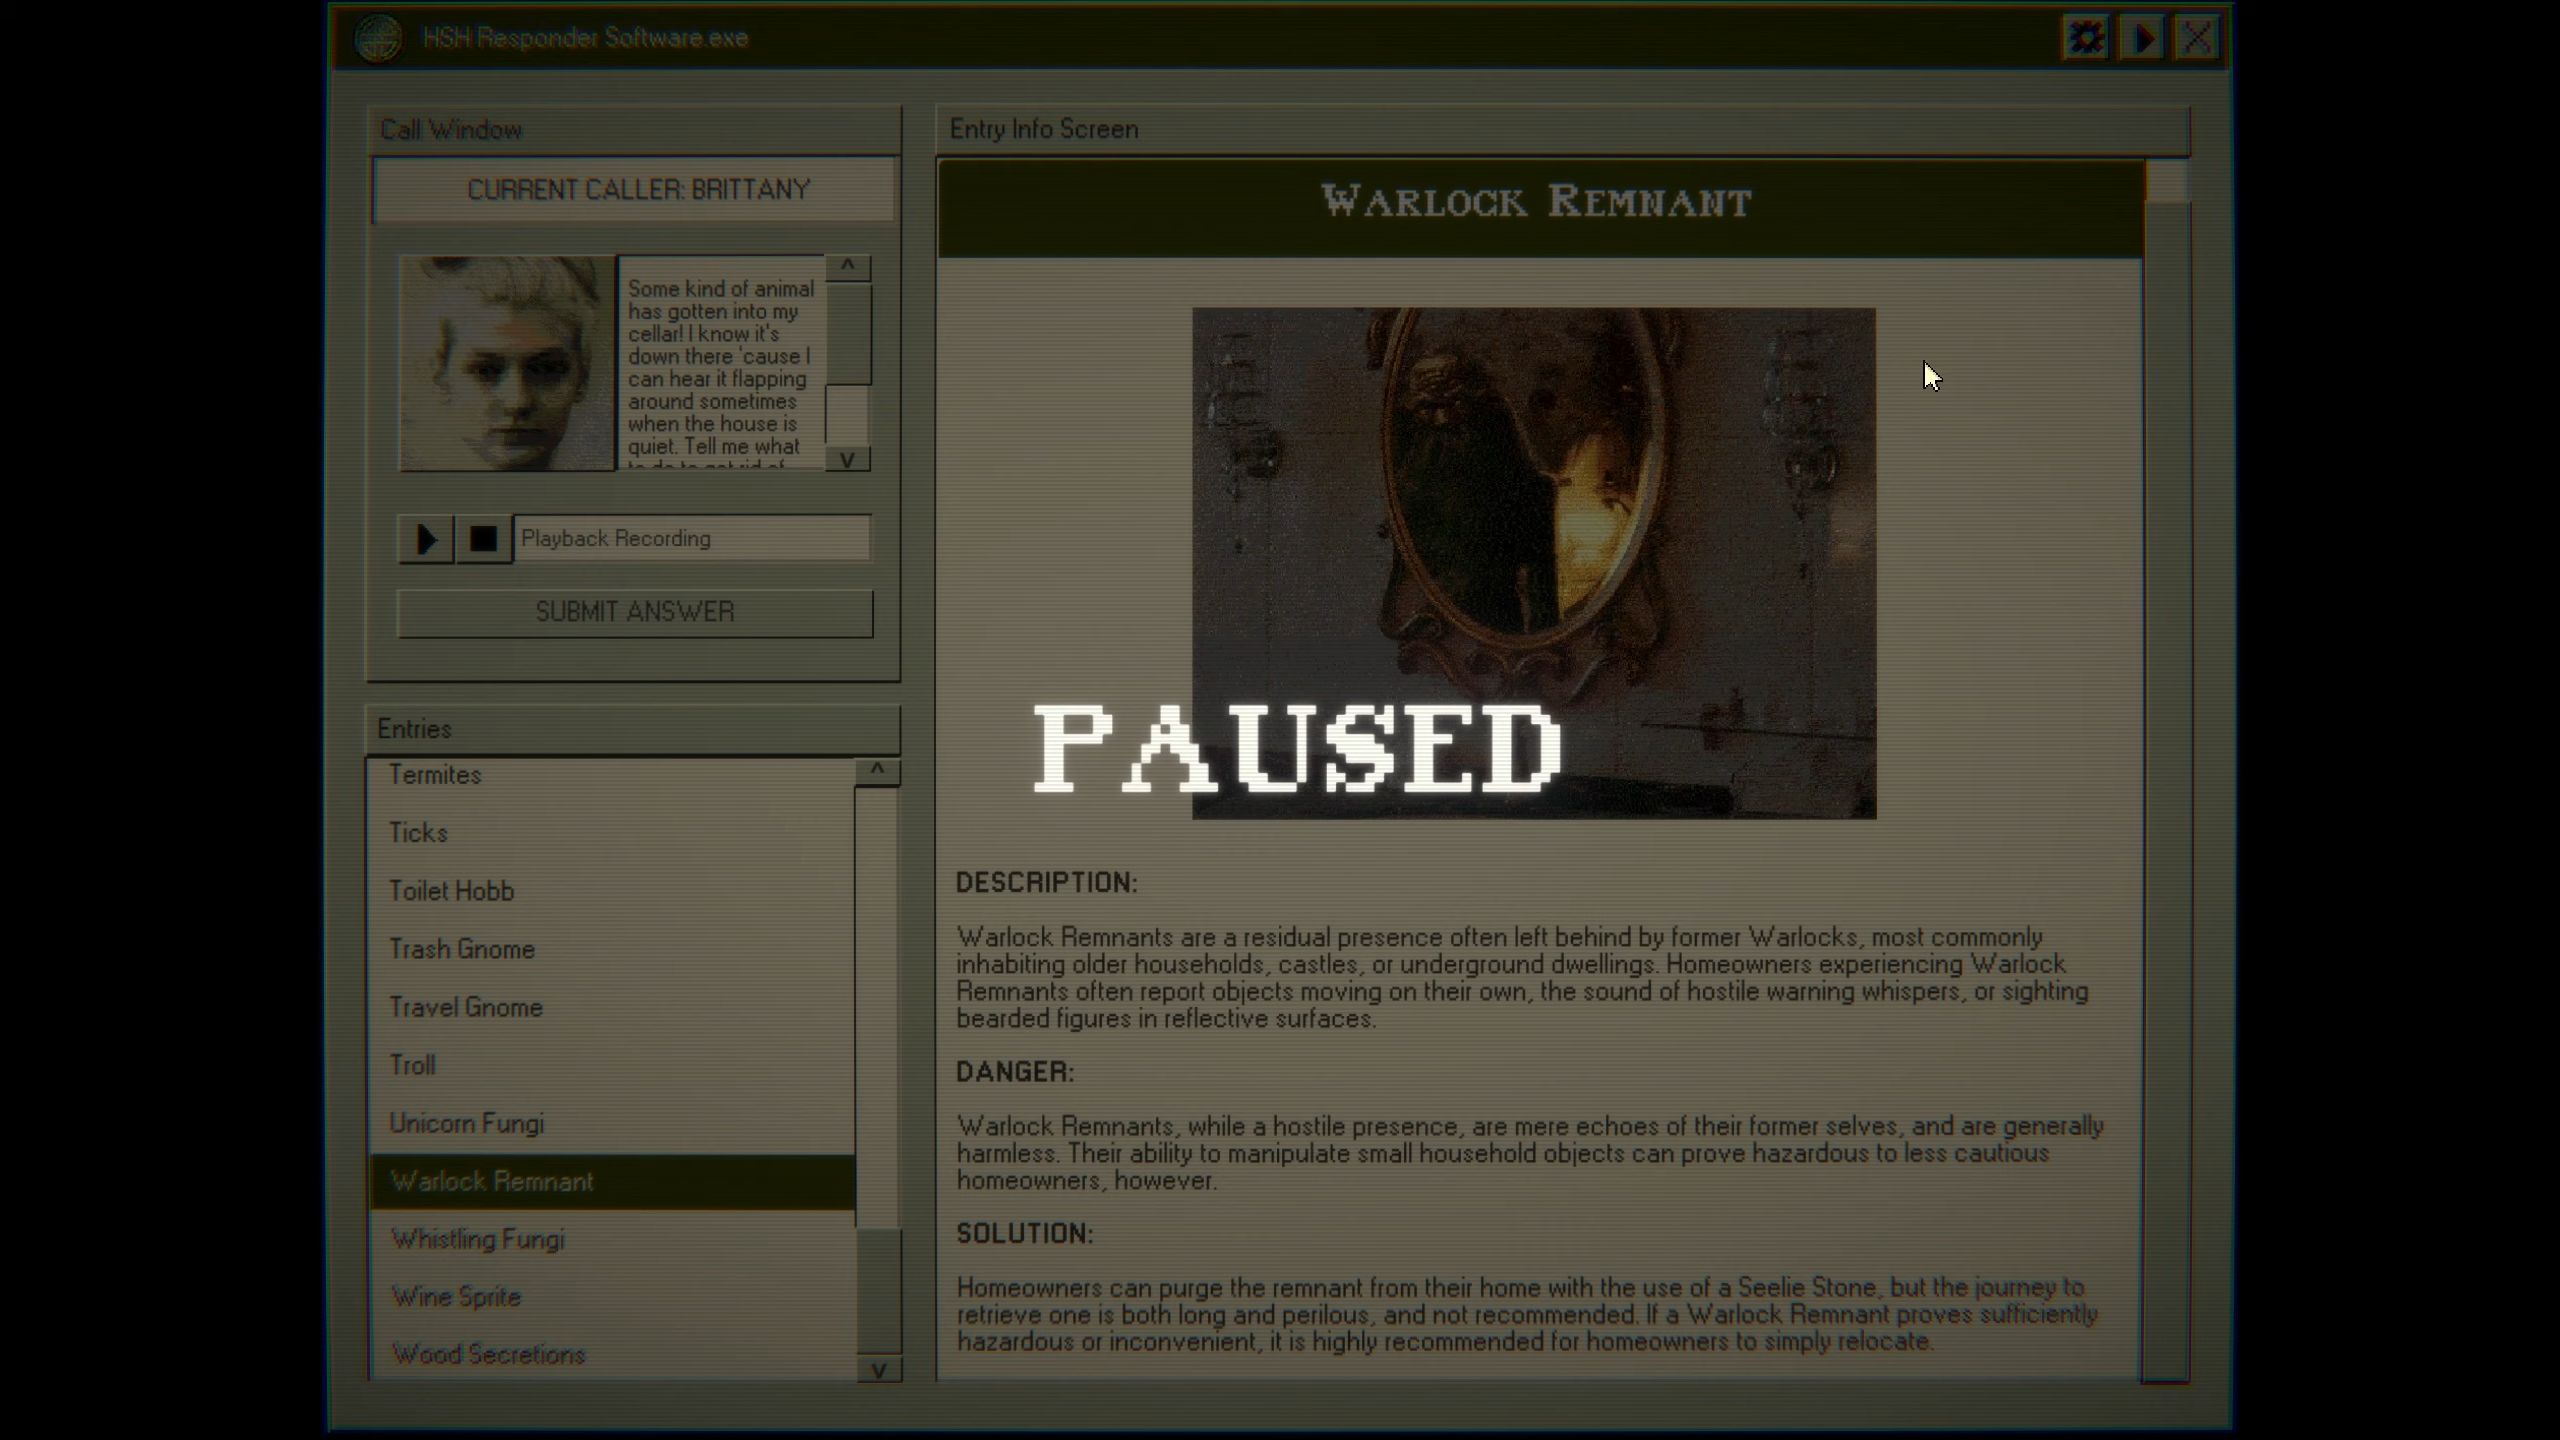 HSH Responder Software.exe
Call Window
CURRENT CALLER: BRITTANY
Some kind of animal
has gotten into my
cellar! I know it's
down there 'cause I
can hear it flapping
around sometimes
when the house is
quiet. Tell me what
to do to get rid of
Playback Recording
SUBMIT ANSWER
Entries
Termites
Ticks
Toilet Hobb
Trash Gnome
Travel Gnome
Troll
Unicorn Fungi
Warlock Remnant
Whistling Fungi
Wine Sprite
Wood Secretions
Entry Info Screen
WARLOCK REMNANT
PAUSED
DESCRIPTION:
Warlock Remnants are a residual presence often left behind by former Warlocks, most commonly
inhabiting older households, castles, or underground dwellings. Homeowners experiencing Warlock
Remnants often report objects moving on their own, the sound of hostile warning whispers, or sighting
bearded figures in reflective surfaces.
DANGER:
Warlock Remnants, while a hostile presence, are mere echoes of their former selves, and are generally
harmless. Their ability to manipulate small household objects can prove hazardous to less cautious
homeowners, however.
SOLUTION:
Homeowners can purge the remnant from their home with the use of a Seelie Stone, but the journey to
retrieve one is both long and perilous, and not recommended. If a Warlock Remnant proves sufficiently
hazardous or inconvenient, it is highly recommended for homeowners to simply relocate.